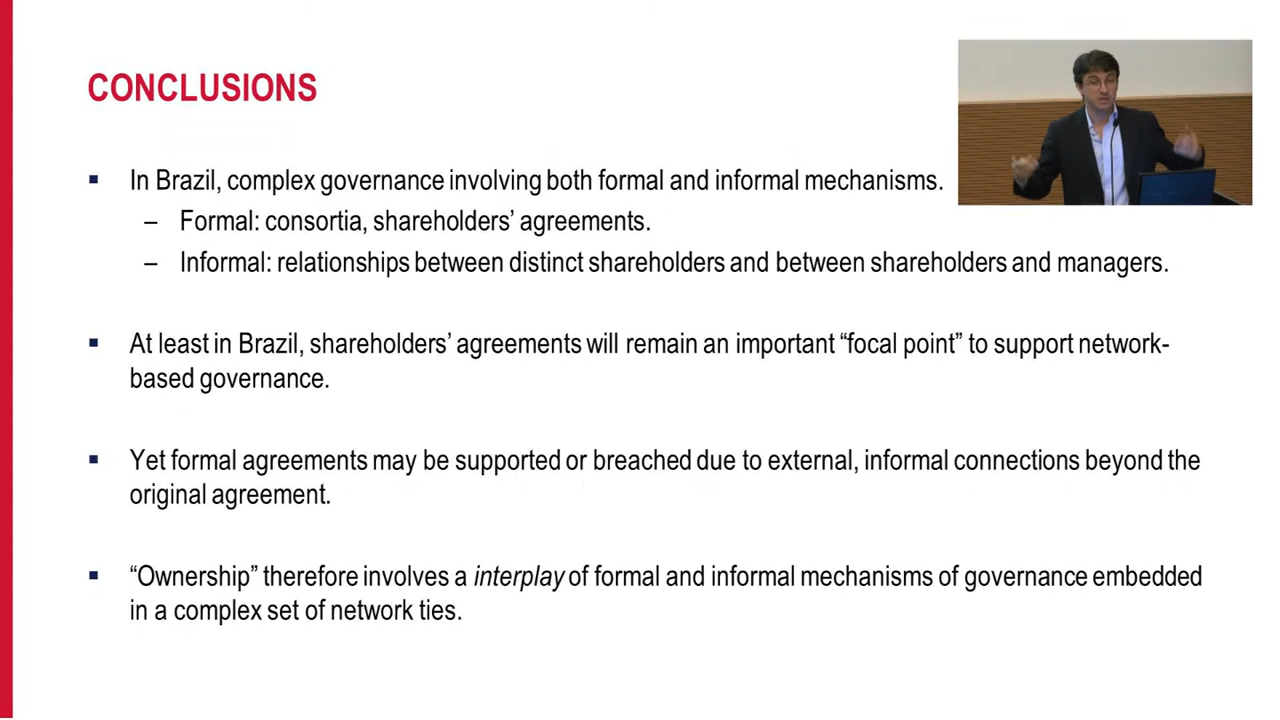 CONCLUSIONS
▪ In Brazil, complex governance involving both formal and informal mechanisms.
– Formal: consortia, shareholders’ agreements.
– Informal: relationships between distinct shareholders and between shareholders and managers.
▪ At least in Brazil, shareholders’ agreements will remain an important “focal point” to support network-
based governance.
▪ Yet formal agreements may be supported or breached due to external, informal connections beyond the
original agreement.
▪ “Ownership” therefore involves a interplay of formal and informal mechanisms of governance embedded
in a complex set of network ties.